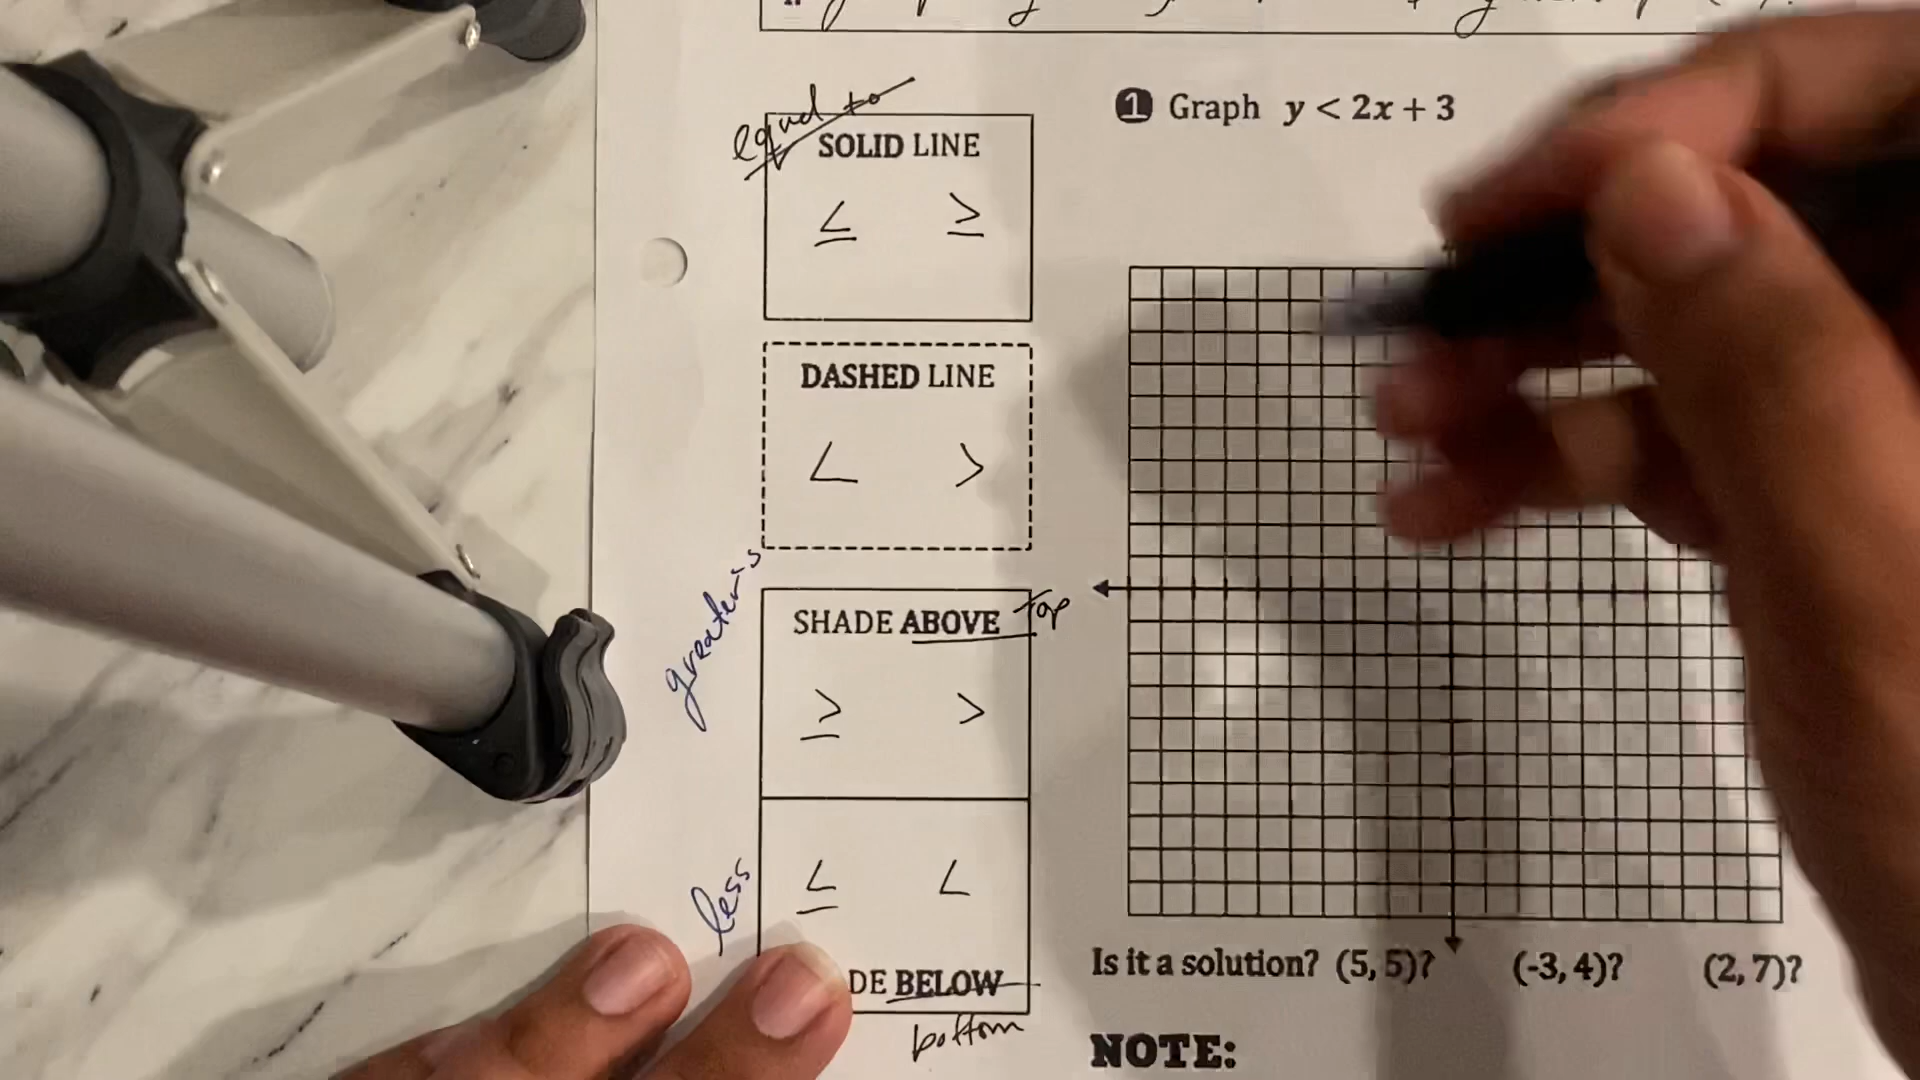 equal to
SOLID LINE
≤ ≥
DASHED LINE
< >
greater is
SHADE ABOVE top
≥ >
less
≤ <
DE BELOW
bottom
1 Graph y < 2x + 3
Is it a solution? (5, 5)? (-3, 4)? (2, 7)?
NOTE: